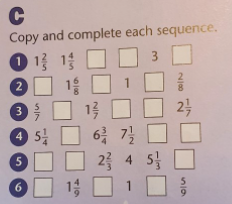 C
Copy and complete each sequence.
1 1 2/5 1 4/5 □ □ 3 □
2 □ 1 6/8 □ 1 □ 2/8
3 5/7 □ 1 2/7 □ □ 2 1/7
4 5 1/4 □ 6 3/4 7 1/2 □ □
5 □ □ 2 2/3 4 5 1/3 □
6 □ 1 4/9 □ 1 □ 5/9